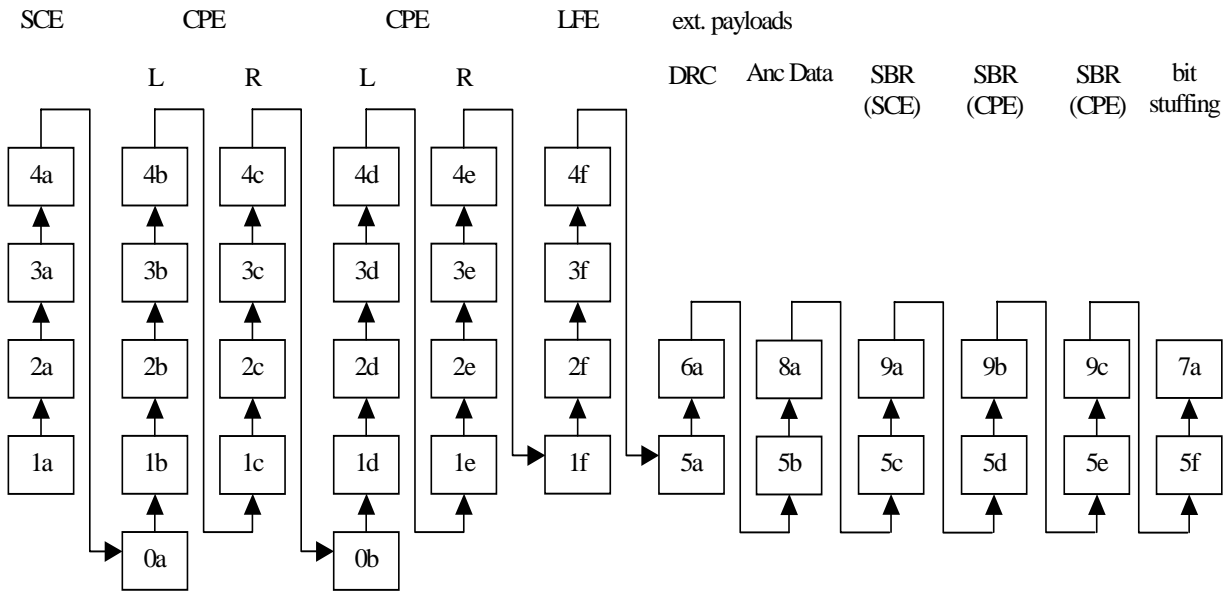 SCE CPE CPE LFE ext. payloads
L R L R DRC Anc Data SBR SBR SBR bit
(SCE) (CPE) (CPE) stuffing
4a 4b 4c 4d 4e 4f
3a 3b 3c 3d 3e 3f
2a 2b 2c 2d 2e 2f 6a 8a 9a 9b 9c 7a
1a 1b 1c 1d 1e 1f 5a 5b 5c 5d 5e 5f
0a 0b